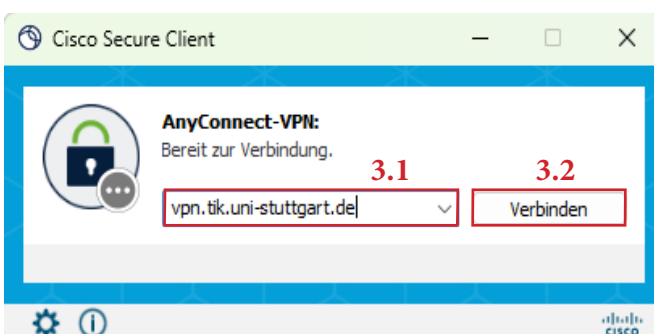 Cisco Secure Client
AnyConnect-VPN:
Bereit zur Verbindung.
3.1
3.2
vpn.tik.uni-stuttgart.de
Verbinden
CISCO